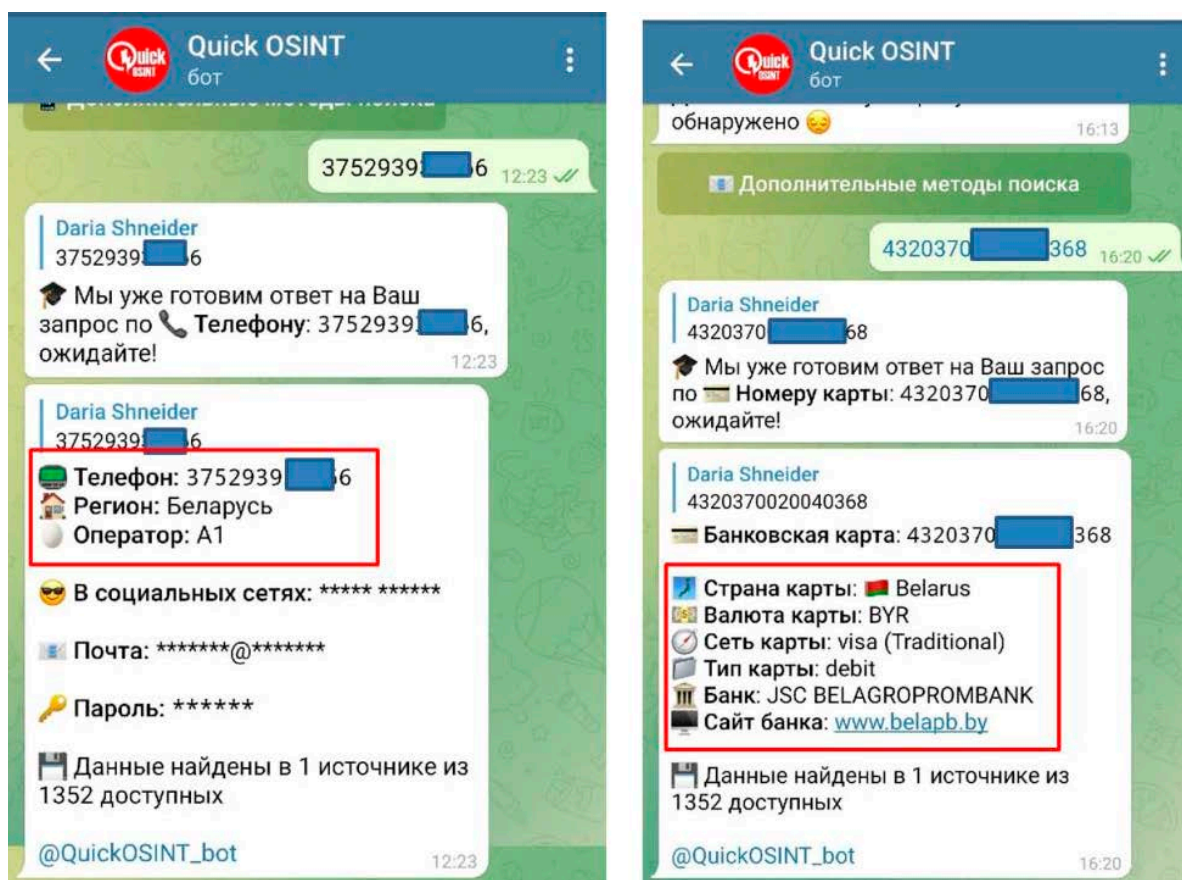 Quick OSINT
бот
3752939 6 12:23
Daria Shneider
3752939 6
Мы уже готовим ответ на Ваш
запрос по Телефону: 3752939 6,
ожидайте!
12:23
Daria Shneider
3752939 6
Телефон: 3752939 6
Регион: Беларусь
Оператор: A1
В социальных сетях: ***** ******
Почта: *******@*******
Пароль: ******
Данные найдены в 1 источнике из
1352 доступных
@QuickOSINT_bot
12:23
Quick OSINT
бот
обнаружено
16:13
Дополнительные методы поиска
4320370 368 16:20
Daria Shneider
4320370 68
Мы уже готовим ответ на Ваш запрос
по Номеру карты: 4320370 68,
ожидайте!
16:20
Daria Shneider
4320370020040368
Банковская карта: 4320370 368
Страна карты: Belarus
Валюта карты: BYR
Сеть карты: visa (Traditional)
Тип карты: debit
Банк: JSC BELAGROPROMBANK
Сайт банка: www.belapb.by
Данные найдены в 1 источнике из
1352 доступных
@QuickOSINT_bot
16:20